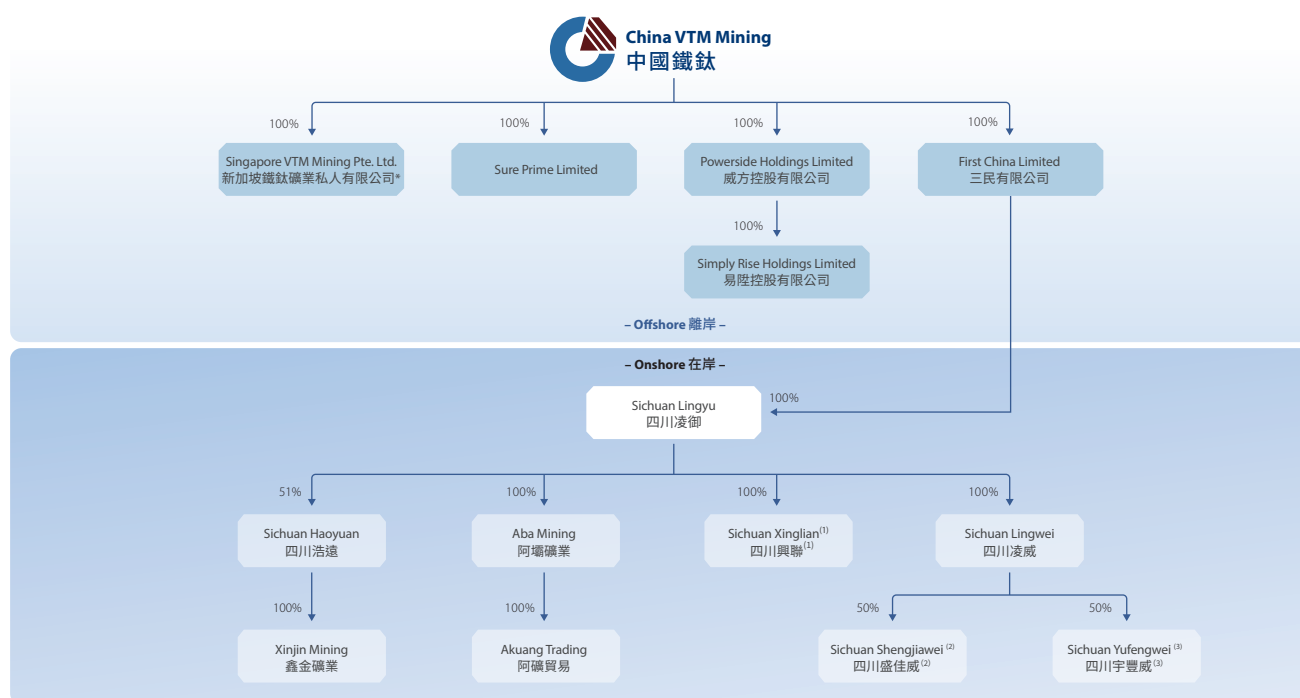 China VTM Mining
中國鐵鈦
100%
100%
100%
100%
Singapore VTM Mining Pte. Ltd.
新加坡鐵鈦礦業私人有限公司*
Sure Prime Limited
Powerside Holdings Limited
威方控股有限公司
First China Limited
三民有限公司
100%
Simply Rise Holdings Limited
易陞控股有限公司
– Offshore 離岸 –
– Onshore 在岸 –
100%
Sichuan Lingyu
四川凌御
51%
100%
100%
100%
Sichuan Haoyuan
四川浩遠
Aba Mining
阿壩礦業
Sichuan Xinglian(1)
四川興聯(1)
Sichuan Lingwei
四川凌威
100%
100%
50%
50%
Xinjin Mining
鑫金礦業
Akuang Trading
阿礦貿易
Sichuan Shengjiawei (2)
四川盛佳威(2)
Sichuan Yufengwei (3)
四川宇豐威(3)